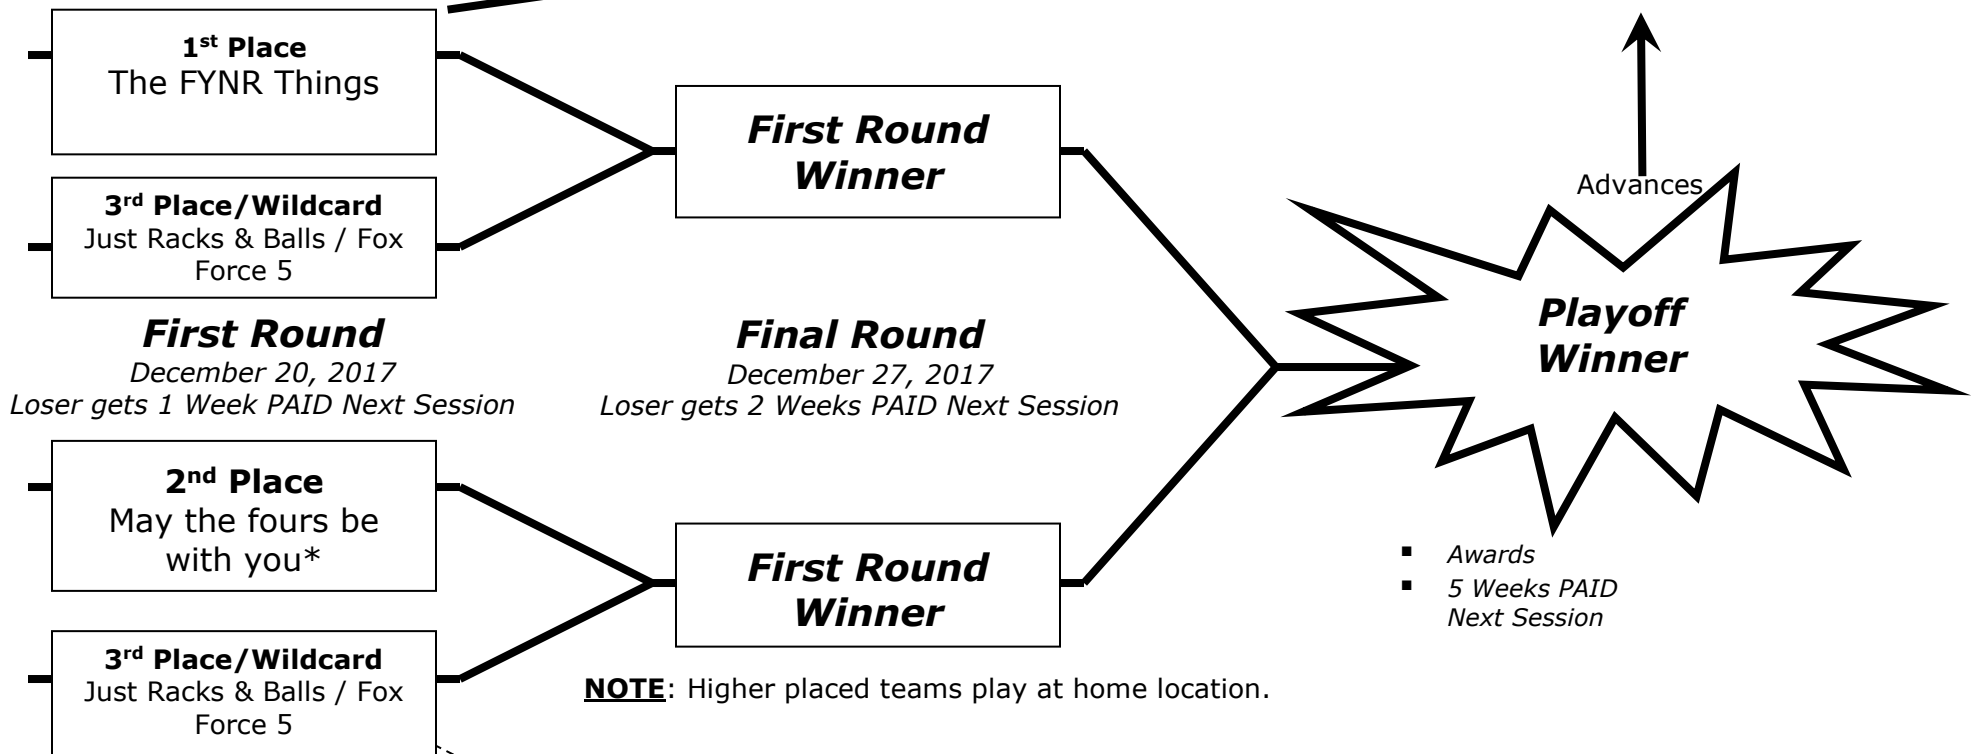 1st Place
The FYNR Things
3rd Place/Wildcard
Just Racks & Balls / Fox
Force 5
First Round
December 20, 2017
Loser gets 1 Week PAID Next Session
2nd Place
May the fours be
with you*
3rd Place/Wildcard
Just Racks & Balls / Fox
Force 5
First Round
Winner
Final Round
December 27, 2017
Loser gets 2 Weeks PAID Next Session
First Round
Winner
NOTE: Higher placed teams play at home location.
Advances
Playoff
Winner
▪ Awards
▪ 5 Weeks PAID
Next Session